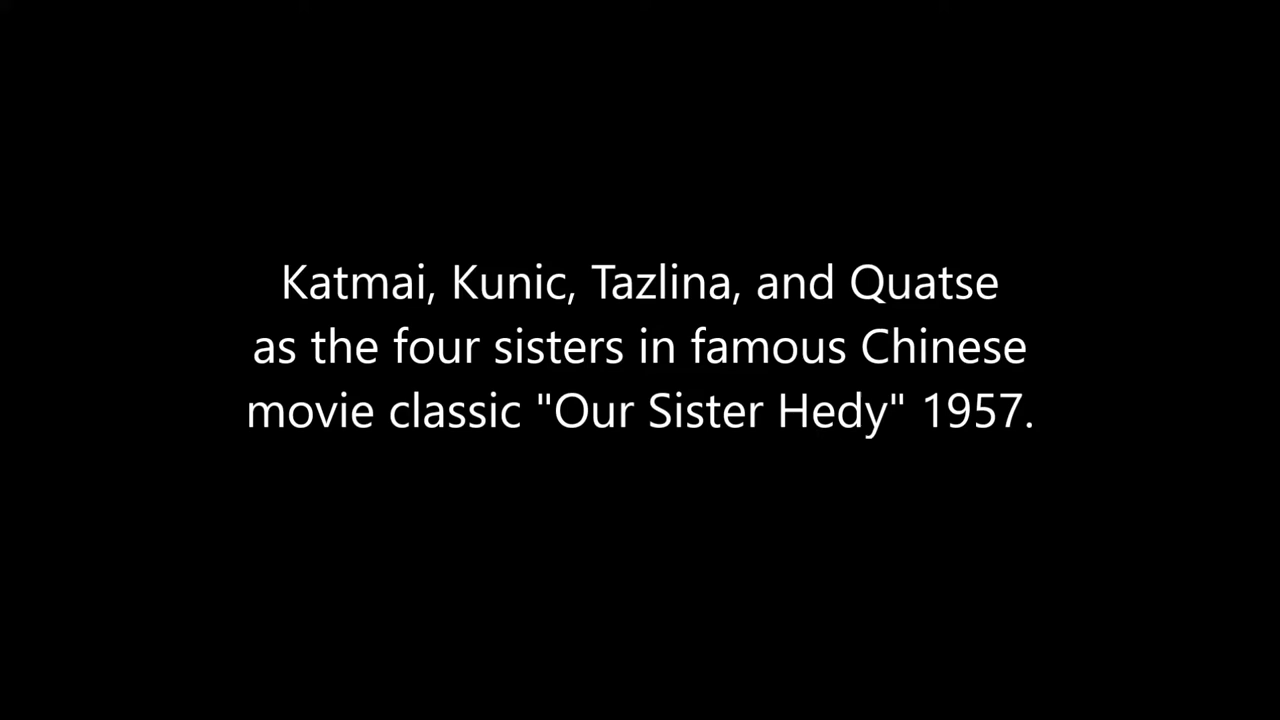 Katmai, Kunic, Tazlina, and Quatse
as the four sisters in famous Chinese
movie classic "Our Sister Hedy" 1957.